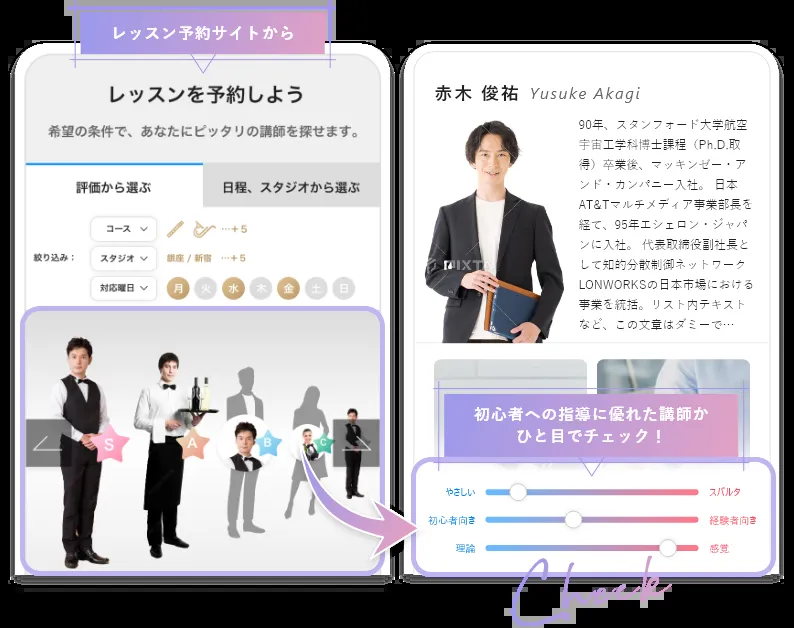 レッスン予約サイトから
レッスンを予約しよう
希望の条件で、あなたにピッタリの講師を探せます。
評価から選ぶ
日程、スタジオから選ぶ
絞り込み：
コース
…＋5
スタジオ
銀座 / 新宿 …＋5
対応曜日
月 火 水 木 金 土 日
S
A
B
C
赤木 俊祐 Yusuke Akagi
90年、スタンフォード大学航空
宇宙工学科博士課程（Ph.D.取
得）卒業後、マッキンゼー・ア
ンド・カンパニー入社。 日本
AT&Tマルチメディア事業部長を
経て、95年エシェロン・ジャパ
ンに入社。 代表取締役副社長と
して知的分散制御ネットワーク
LONWORKSの日本市場における
事業を統括。リスト内テキスト
など、この文章はダミーで…
PIXTA
初心者への指導に優れた講師か
ひと目でチェック！
やさしい
スパルタ
初心者向き
経験者向き
理論
感覚
Check